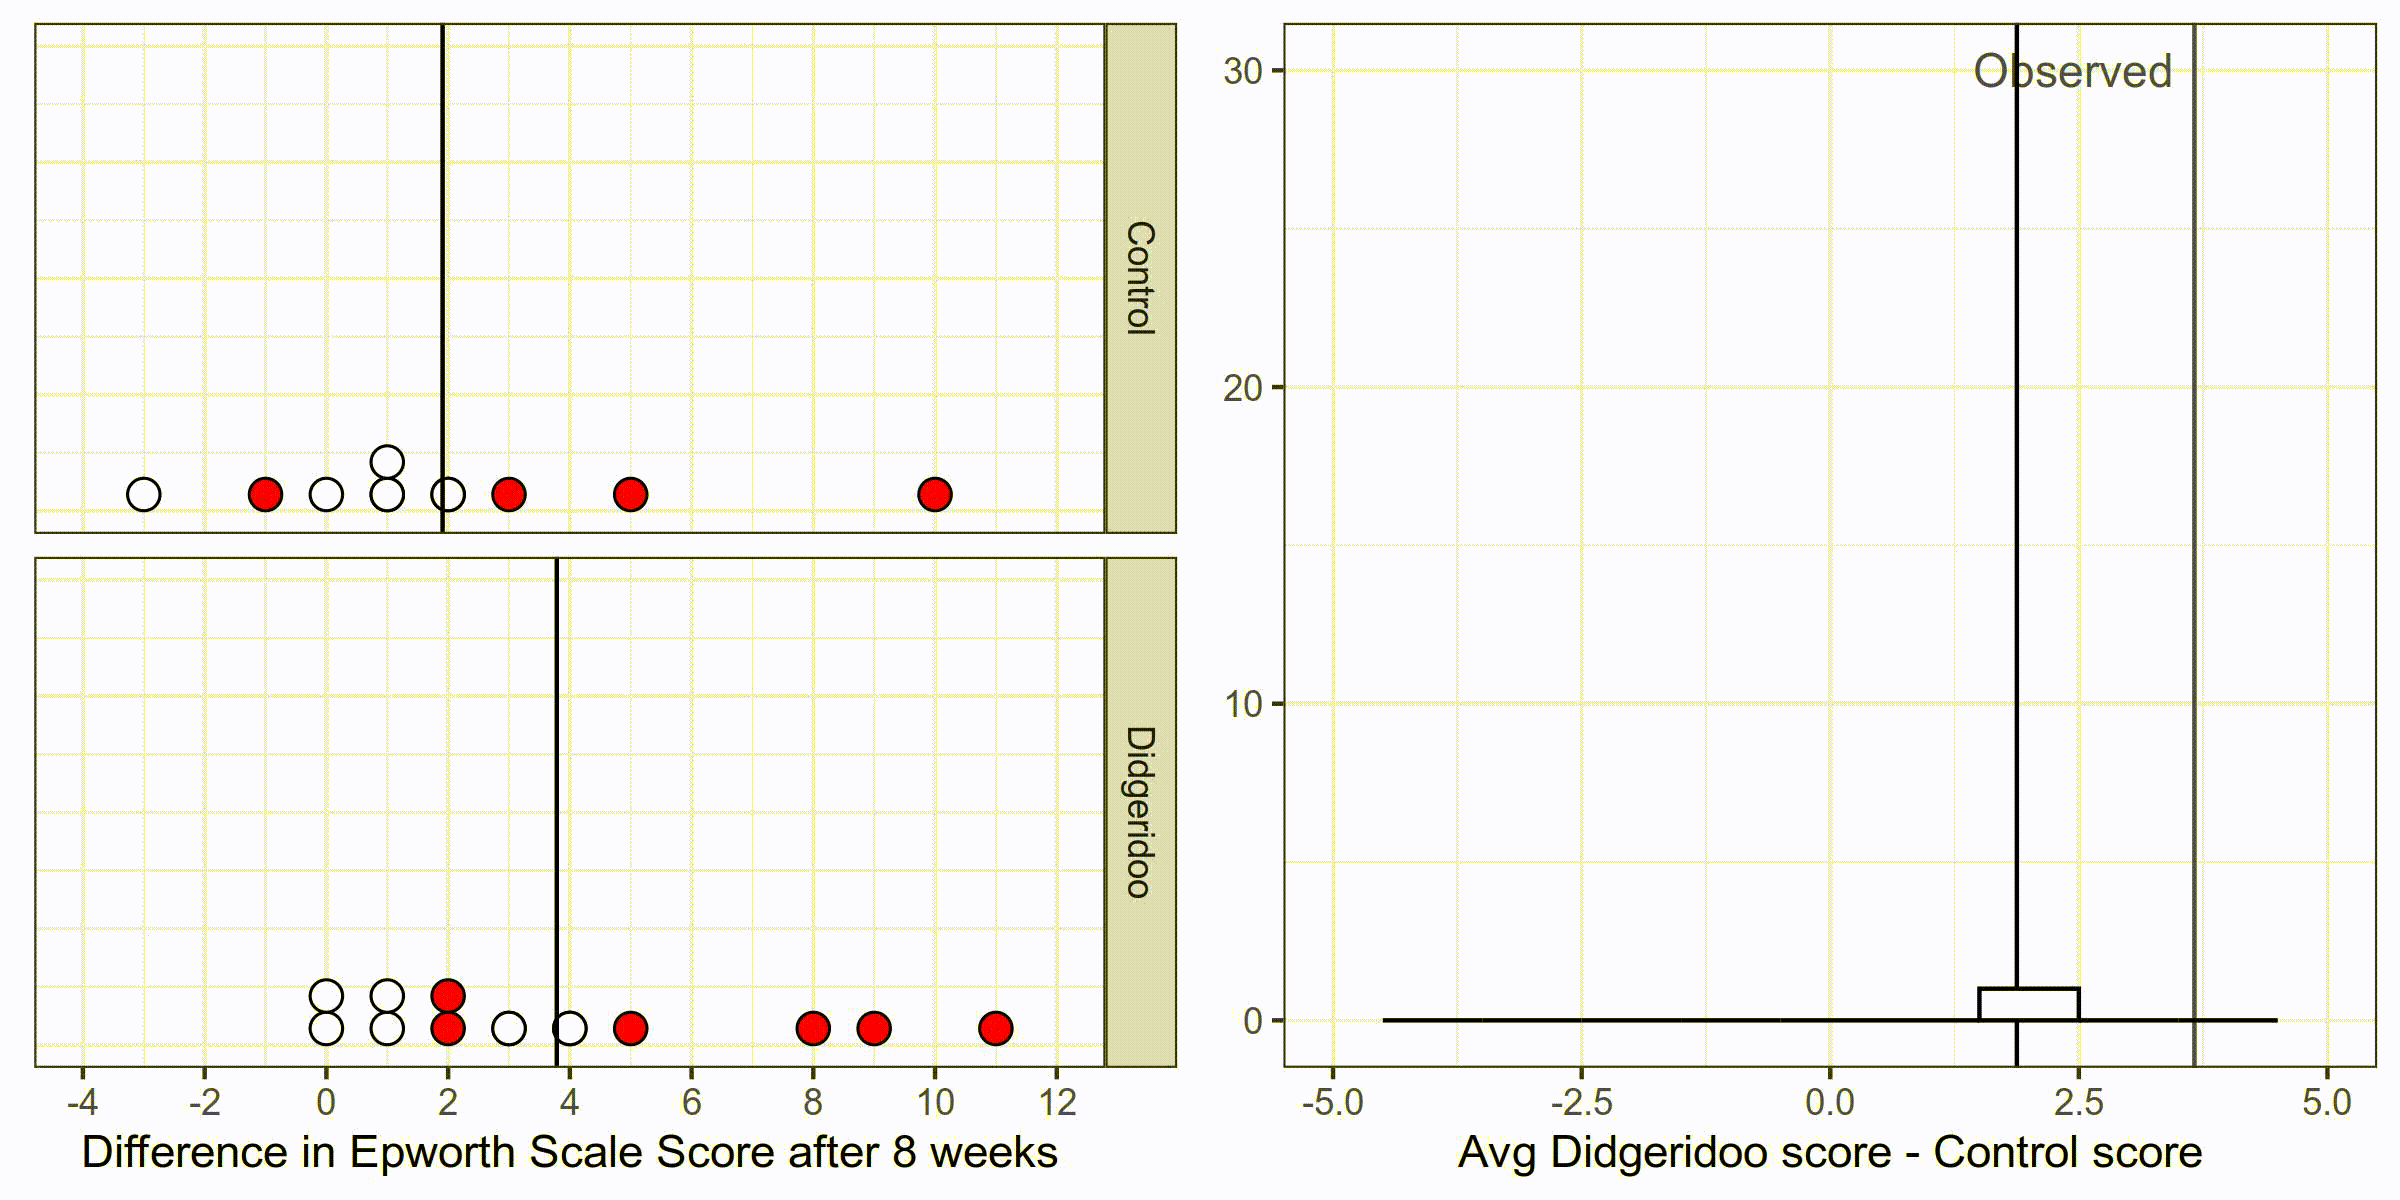 Control
Didgeridoo
-4 -2 0 2 4 6 8 10 12
Difference in Epworth Scale Score after 8 weeks
Observed
30
20
10
0
-5.0 -2.5 0.0 2.5 5.0
Avg Didgeridoo score - Control score